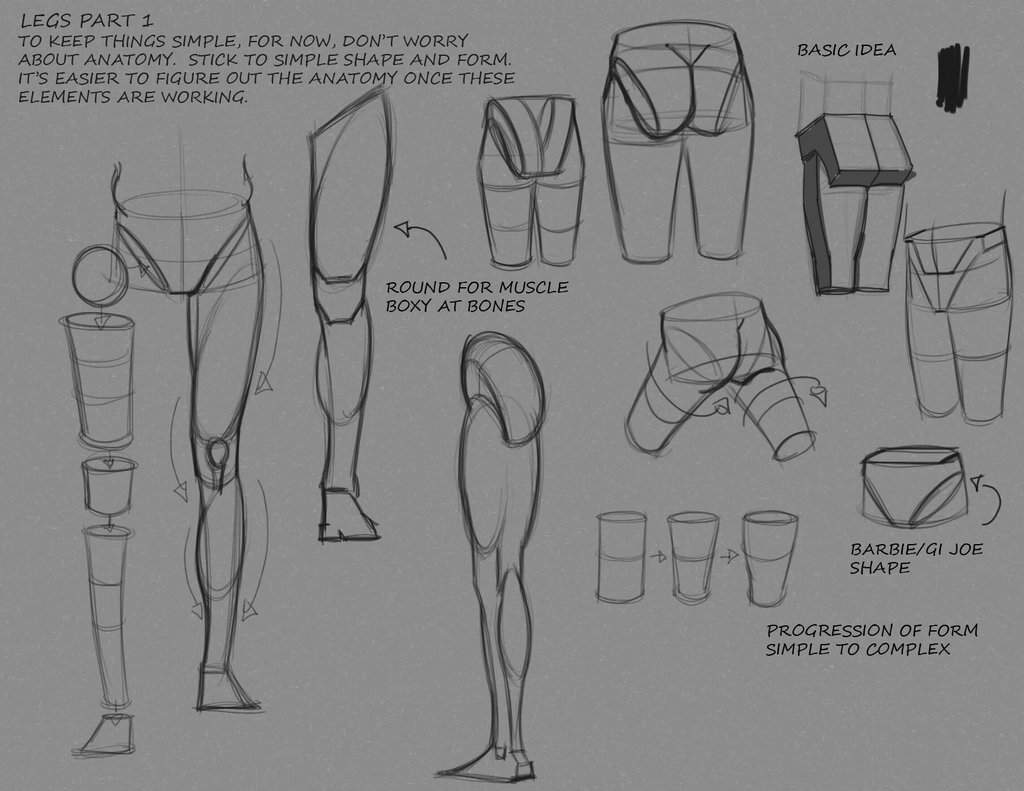 LEGS PART 1
TO KEEP THINGS SIMPLE, FOR NOW, DON'T WORRY
ABOUT ANATOMY. STICK TO SIMPLE SHAPE AND FORM.
IT'S EASIER TO FIGURE OUT THE ANATOMY ONCE THESE
ELEMENTS ARE WORKING.
BASIC IDEA
ROUND FOR MUSCLE
BOXY AT BONES
BARBIE/GI JOE
SHAPE
PROGRESSION OF FORM
SIMPLE TO COMPLEX